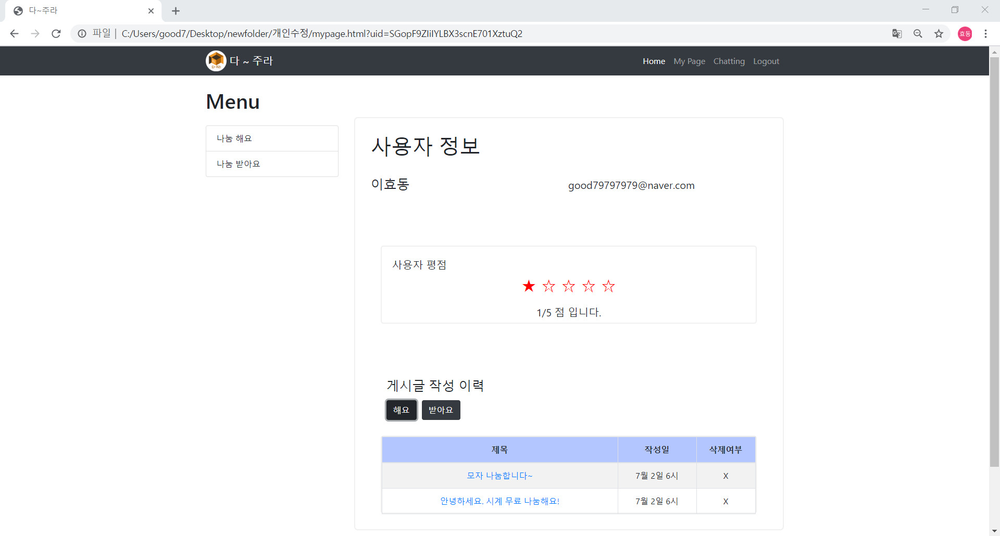 다~주라
파일 | C:/Users/good7/Desktop/newfolder/개인수정/mypage.html?uid=SGopF9ZIiIYLBX3scnE701XztuQ2
효동
다~주라
다 ~ 주라
Home My Page Chatting Logout
Menu
나눔 해요
나눔 받아요
사용자 정보
이효동 good79797979@naver.com
사용자 평점
★ ☆ ☆ ☆ ☆
1/5 점 입니다.
게시글 작성 이력
해요 받아요
제목 작성일 삭제여부
모자 나눔합니다~ 7월 2일 6시 X
안녕하세요. 시계 무료 나눔해요! 7월 2일 6시 X